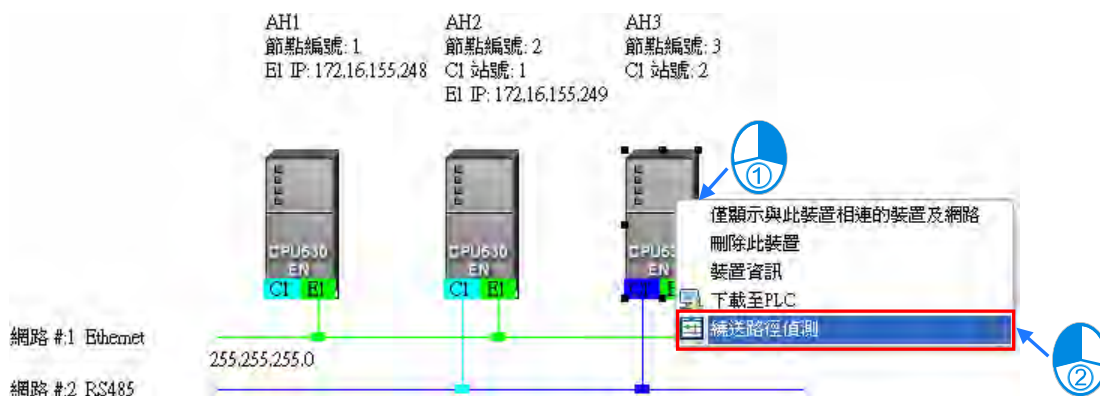 AH1
節點編號: 1
E1 IP: 172.16.155.248
AH2
節點編號: 2
C1 站號: 1
E1 IP: 172.16.155.249
AH3
節點編號: 3
C1 站號: 2
CPU530
EN
C1 E1
CPU530
EN
C1 E1
EN
①
僅顯示與此裝置相連的裝置及網路
刪除此裝置
裝置資訊
下載至PLC
繞送路徑偵測
②
網路 #:1 Ethernet
255.255.255.0
網路 #:2 RS485